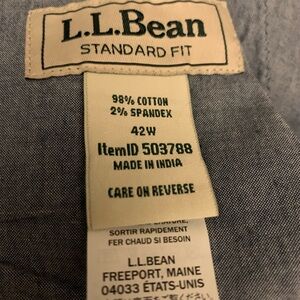 L.L.Bean
STANDARD FIT
98% COTTON
2% SPANDEX
42W
ItemID 503788
MADE IN INDIA
CARE ON REVERSE
SORTIR RAPIDEMENT
FER CHAUD SI BESOIN
L.L.BEAN
FREEPORT, MAINE
04033 ÉTATS-UNIS